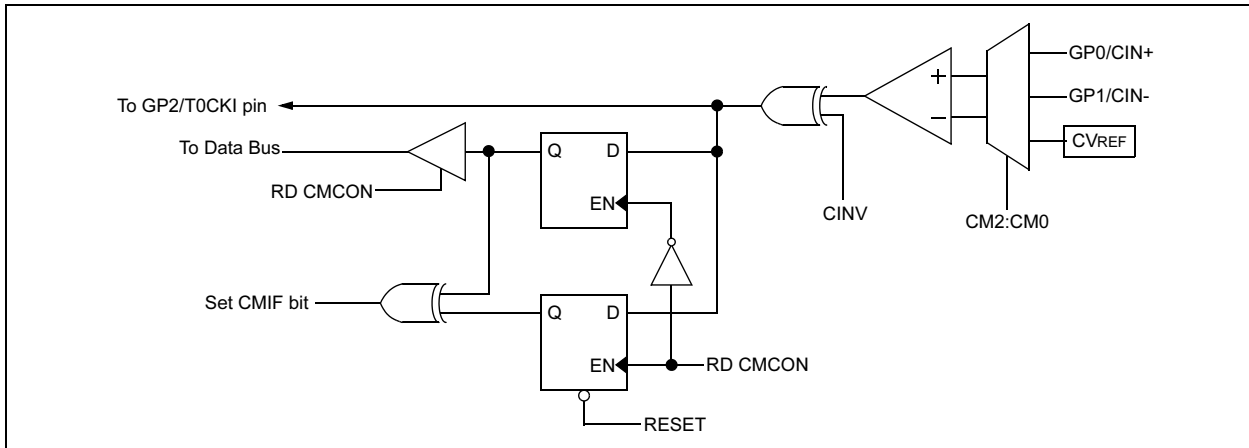 GP0/CIN+
To GP2/T0CKI pin
GP1/CIN-
To Data Bus
Q D
CVREF
RD CMCON
EN
CINV
CM2:CM0
Set CMIF bit
Q D
EN
RD CMCON
RESET